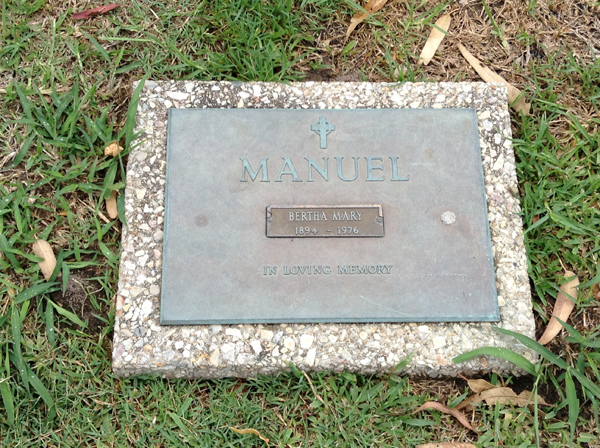 MANUEL
BERTHA MARY
1894 - 1976
IN LOVING MEMORY